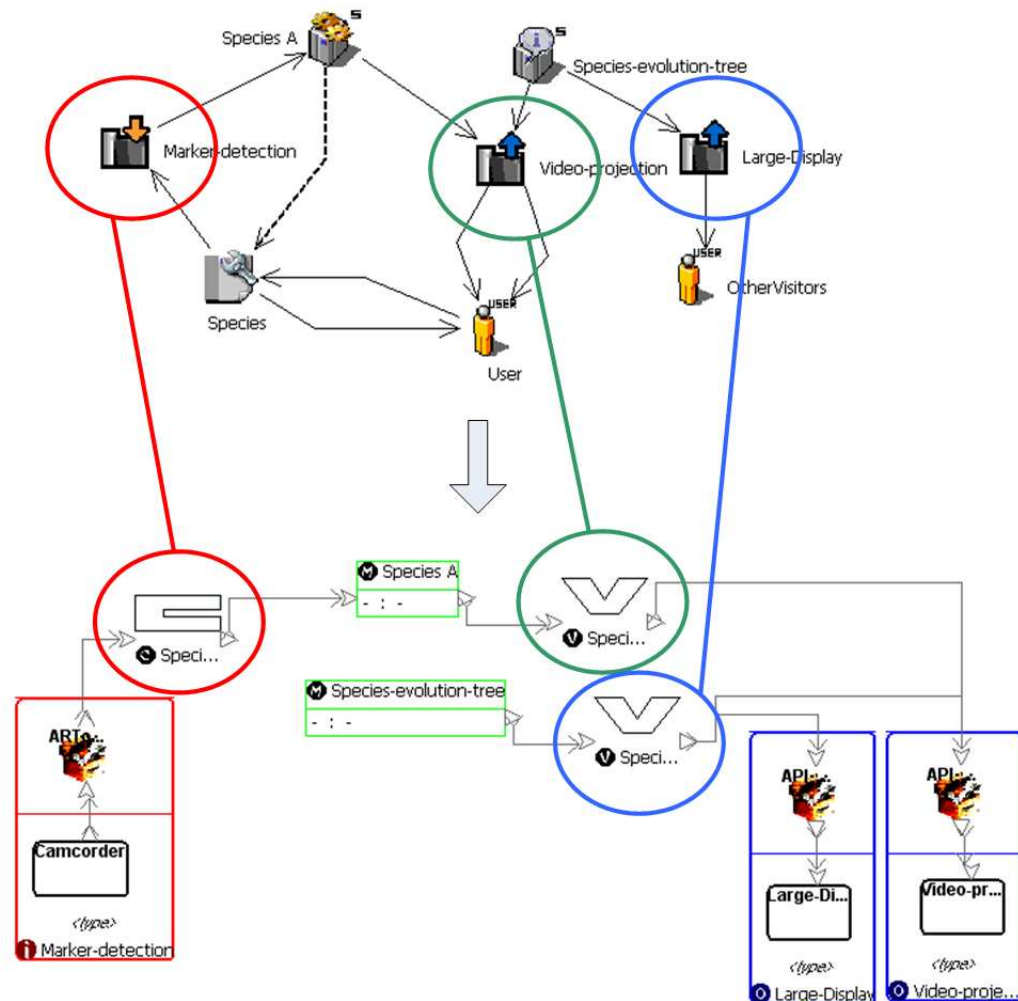 S
Species A
S
Species-evolution-tree
Marker-detection
Video-projection
Large-Display
USER
OtherVisitors
Species
USER
User
M Species A
- : -
C Speci...
V Speci...
M Species-evolution-tree
- : -
V Speci...
ARTo...
API...
API...
Camcorder
Large-Di...
Video-pr...
<type>
<type>
<type>
i Marker-detection
O Large-Display
O Video-proje...